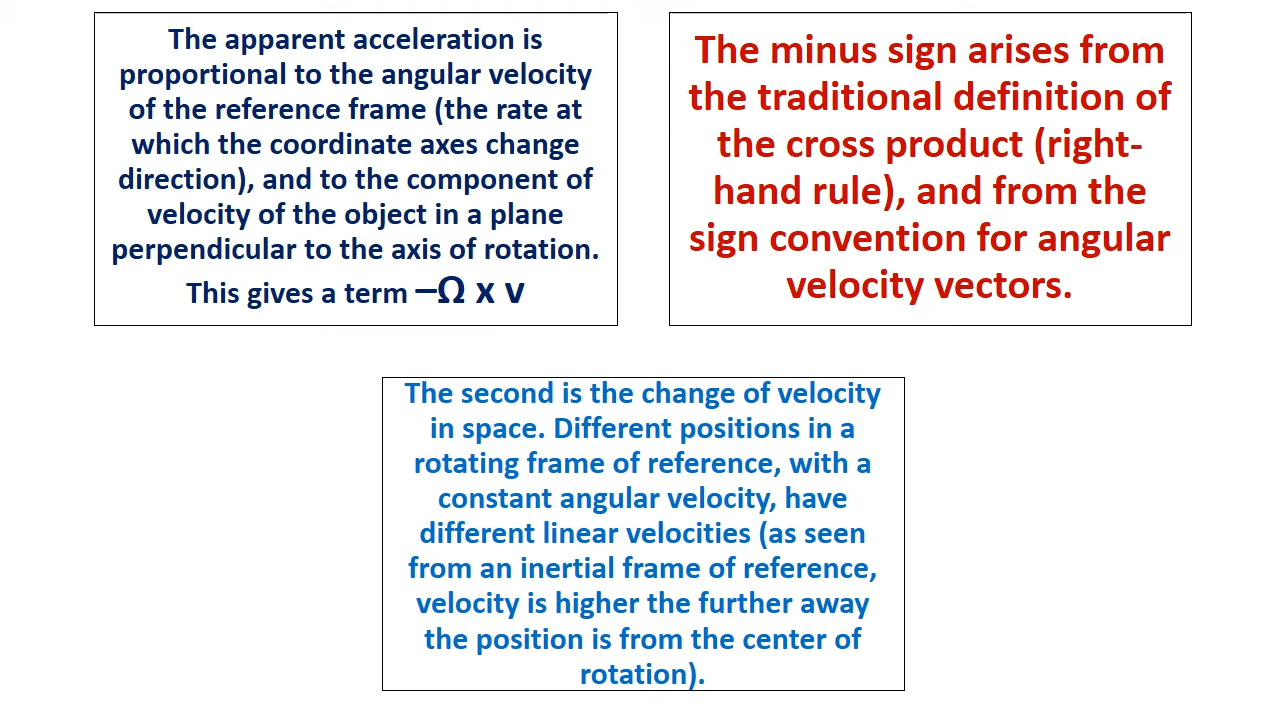 The apparent acceleration is
proportional to the angular velocity
of the reference frame (the rate at
which the coordinate axes change
direction), and to the component of
velocity of the object in a plane
perpendicular to the axis of rotation.
This gives a term –Ω x v
The minus sign arises from
the traditional definition of
the cross product (right-
hand rule), and from the
sign convention for angular
velocity vectors.
The second is the change of velocity
in space. Different positions in a
rotating frame of reference, with a
constant angular velocity, have
different linear velocities (as seen
from an inertial frame of reference,
velocity is higher the further away
the position is from the center of
rotation).